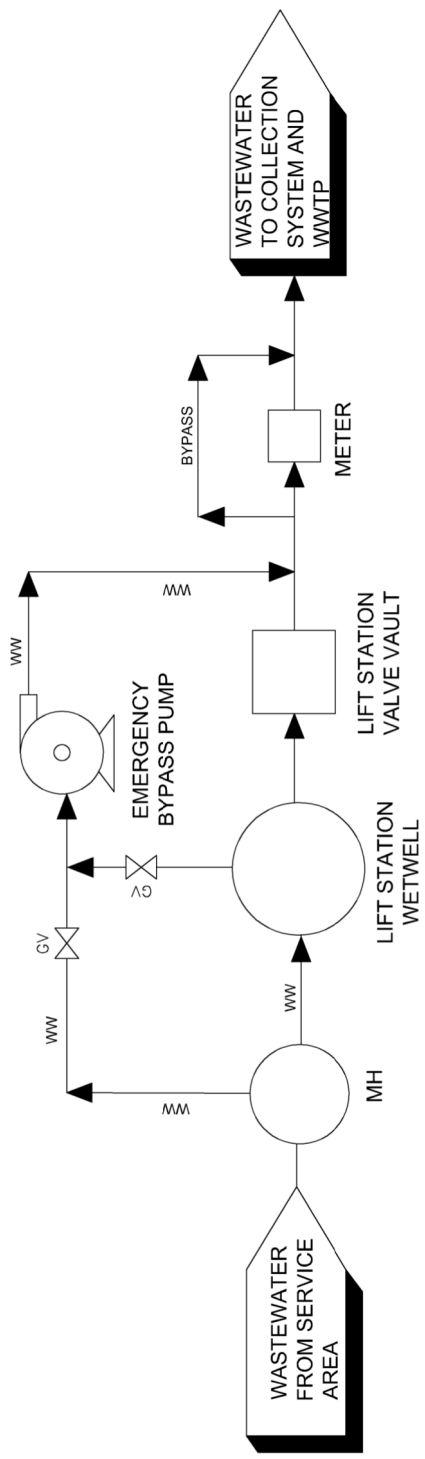 WASTEWATER
FROM SERVICE
AREA
MH
WW
WW
WW
GV
GV
LIFT STATION
WETWELL
EMERGENCY
BYPASS PUMP
WW
WW
LIFT STATION
VALVE VAULT
BYPASS
METER
WASTEWATER
TO COLLECTION
SYSTEM AND
WWTP